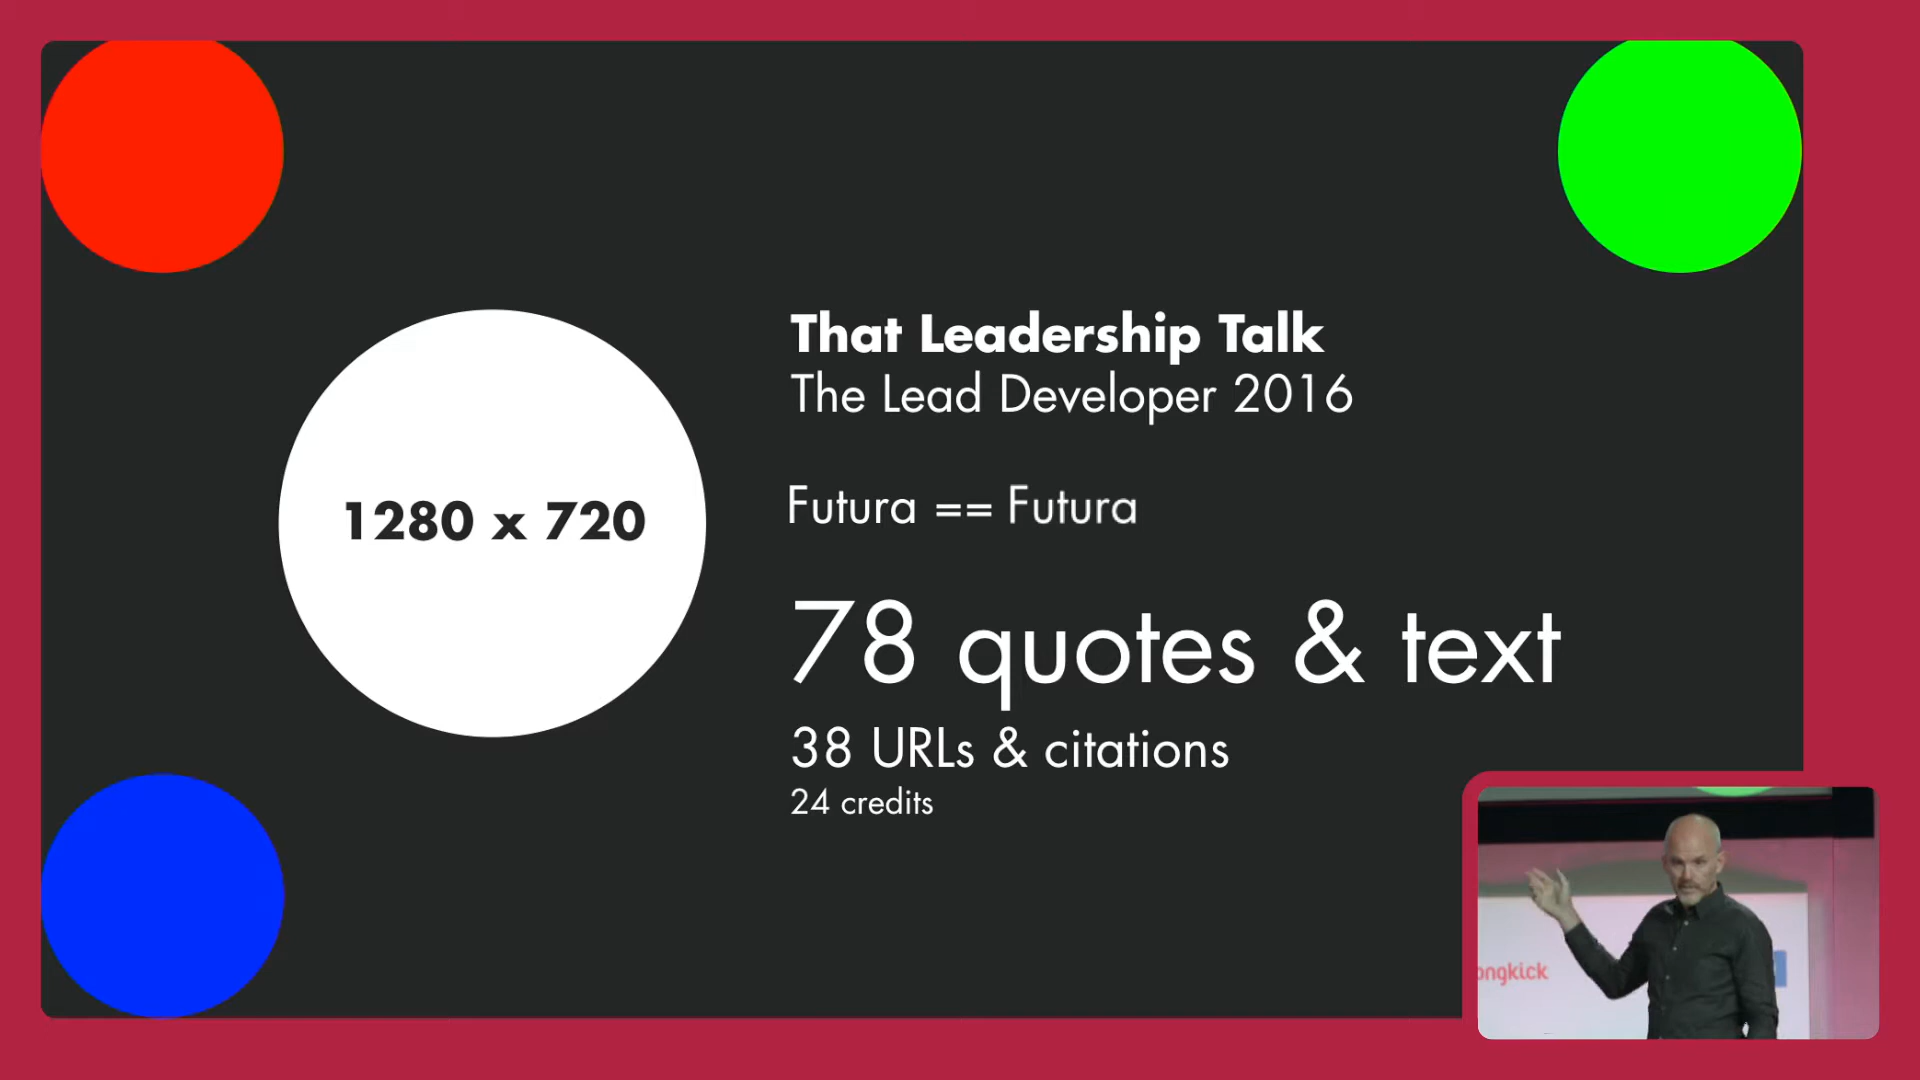 That Leadership Talk
The Lead Developer 2016
1280 x 720
Futura == Futura
78 quotes & text
38 URLs & citations
24 credits
ongkick